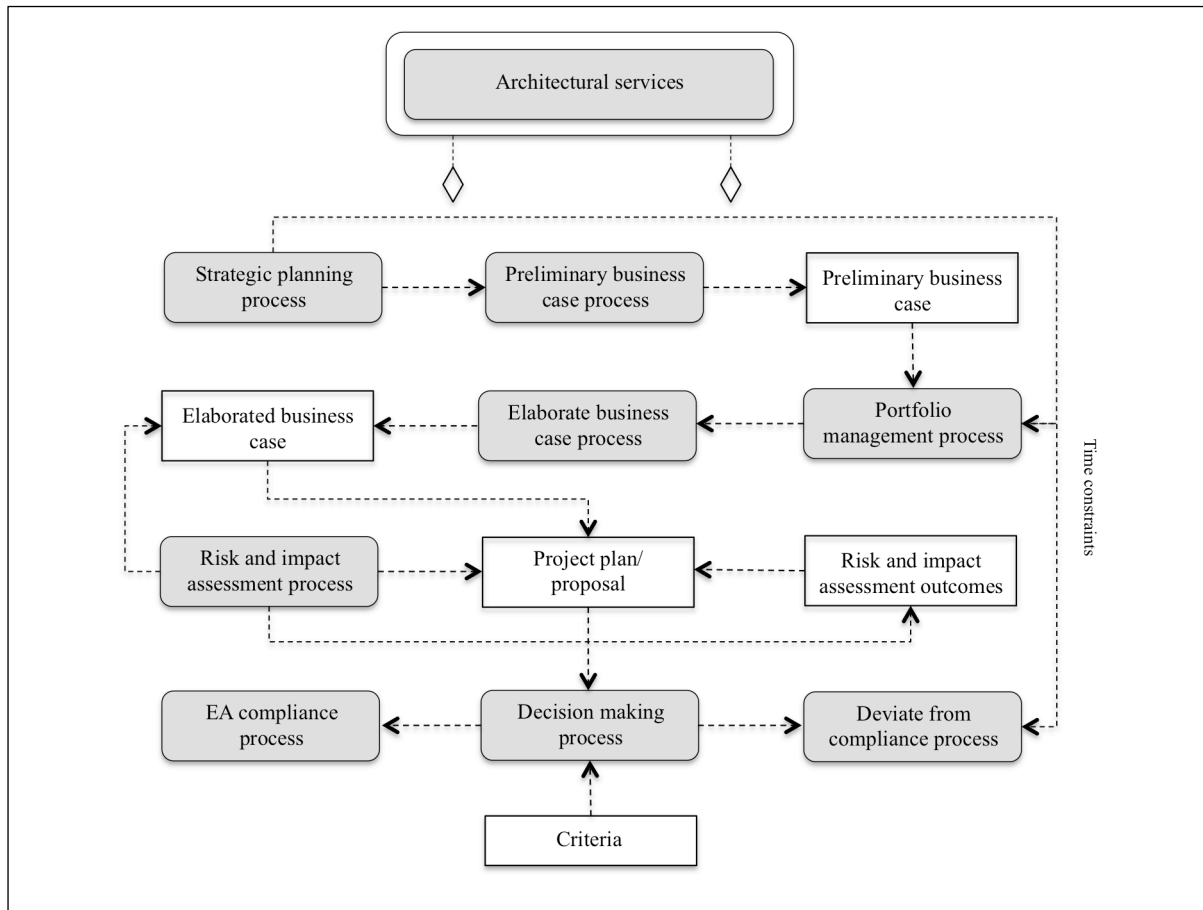 Architectural services
Strategic planning
process
Preliminary business
case process
Preliminary business
case
Elaborated business
case
Elaborate business
case process
Portfolio
management process
Time constraints
Risk and impact
assessment process
Project plan/
proposal
Risk and impact
assessment outcomes
EA compliance
process
Decision making
process
Deviate from
compliance process
Criteria